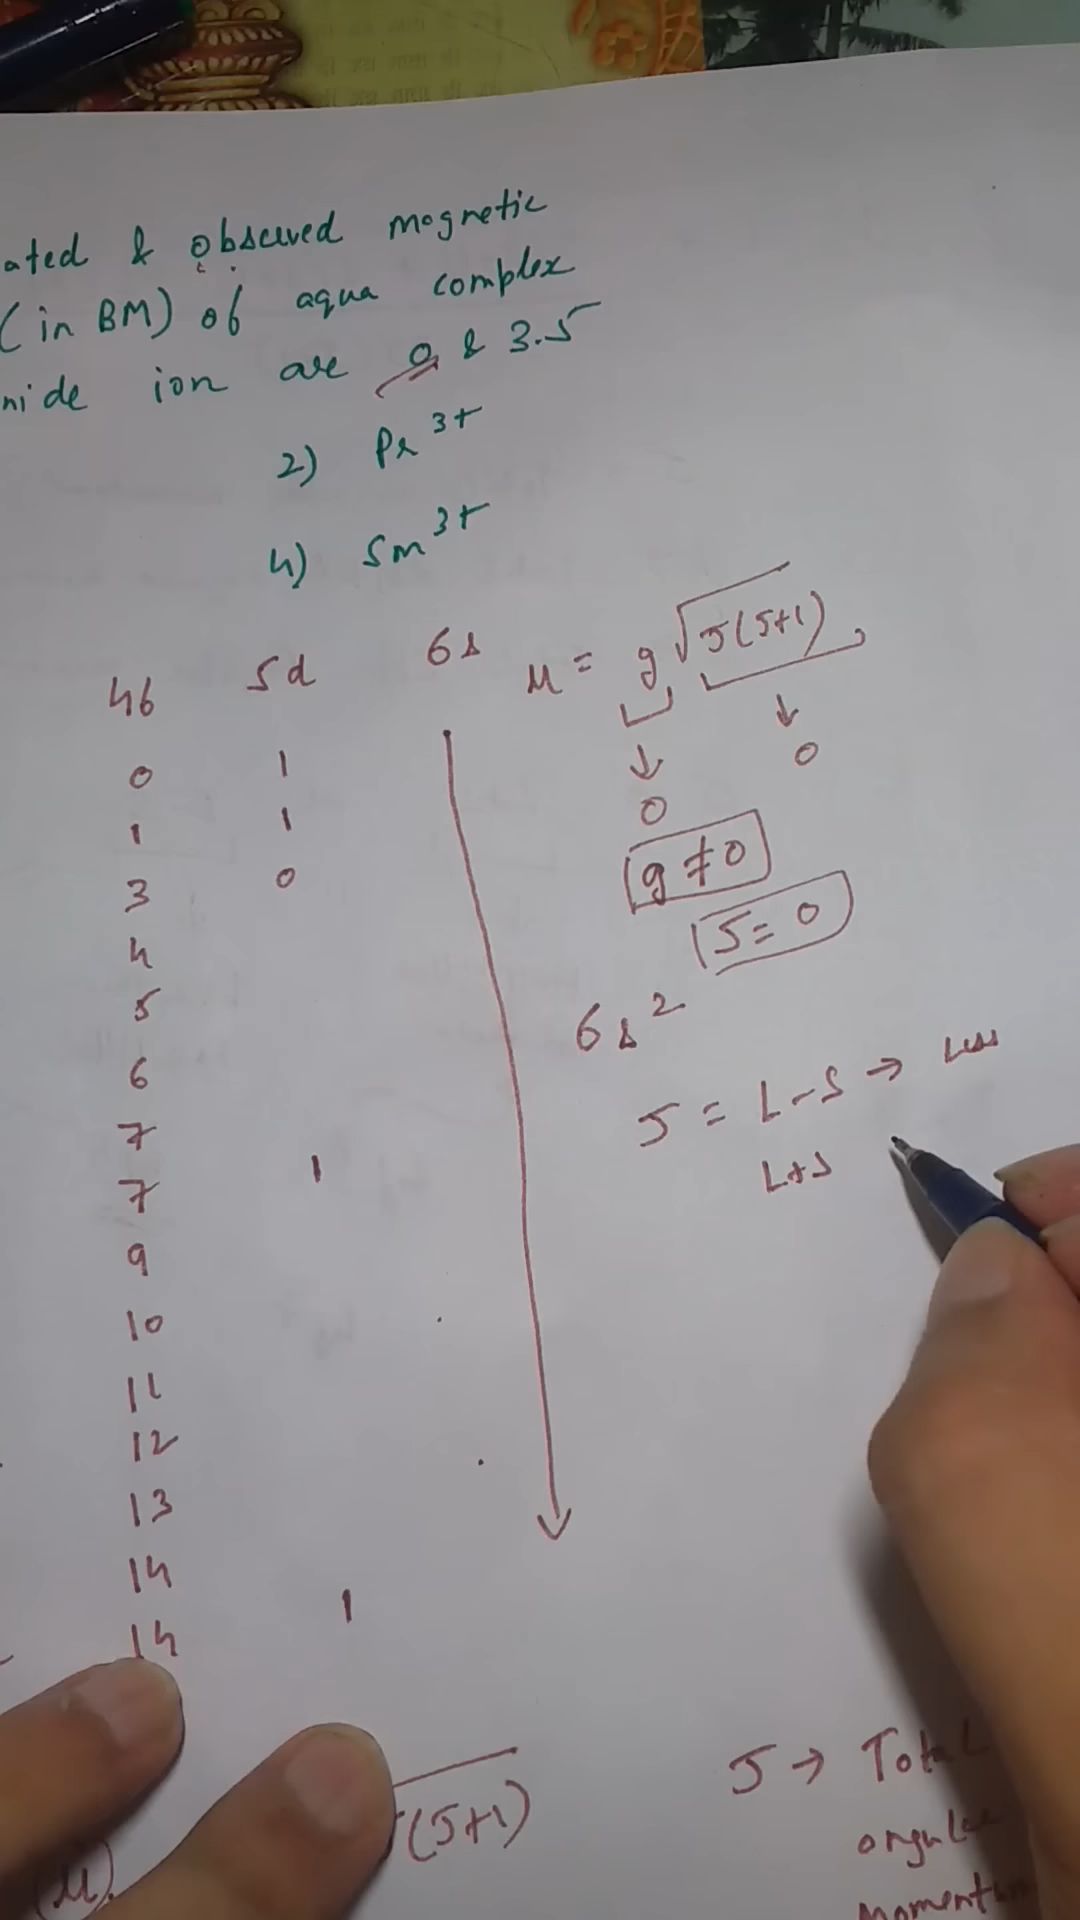 ated & observed magnetic
(in BM) of aqua complex
nide ion are 0 & 3.5
2) Pr 3+
4) Sm 3+
4f 5d 6s
0 1
1 1
3 0
4
5
6
7
7 1
9
10
11
12
13
14
14 1
μ = g √J(J+1)
↓ ↓
0 0
g ≠ 0
J = 0
6s²
J = L-S → less
L+S
J(J+1)
(μ)
J → Total
angular
momentum